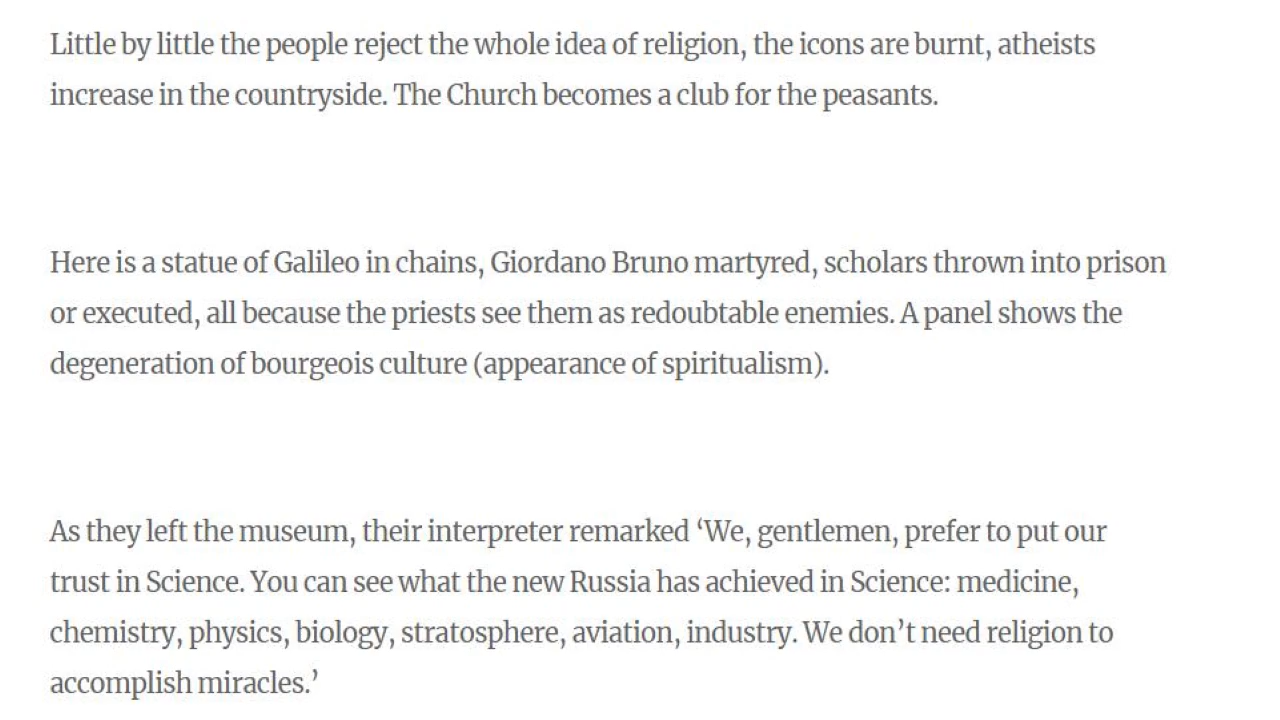 Little by little the people reject the whole idea of religion, the icons are burnt, atheists
increase in the countryside. The Church becomes a club for the peasants.
Here is a statue of Galileo in chains, Giordano Bruno martyred, scholars thrown into prison
or executed, all because the priests see them as redoubtable enemies. A panel shows the
degeneration of bourgeois culture (appearance of spiritualism).
As they left the museum, their interpreter remarked ‘We, gentlemen, prefer to put our
trust in Science. You can see what the new Russia has achieved in Science: medicine,
chemistry, physics, biology, stratosphere, aviation, industry. We don’t need religion to
accomplish miracles.’